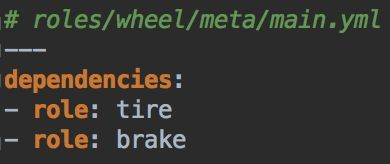 # roles/wheel/meta/main.yml
---
dependencies:
- role: tire
- role: brake